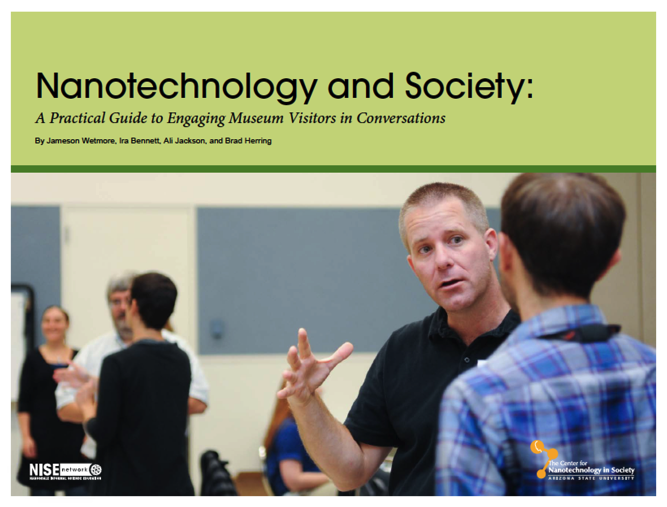 Nanotechnology and Society:
A Practical Guide to Engaging Museum Visitors in Conversations
By Jameson Wetmore, Ira Bennett, Ali Jackson, and Brad Herring
NISE network
NANOSCALE INFORMAL SCIENCE EDUCATION
The Center for
Nanotechnology in Society
ARIZONA STATE UNIVERSITY